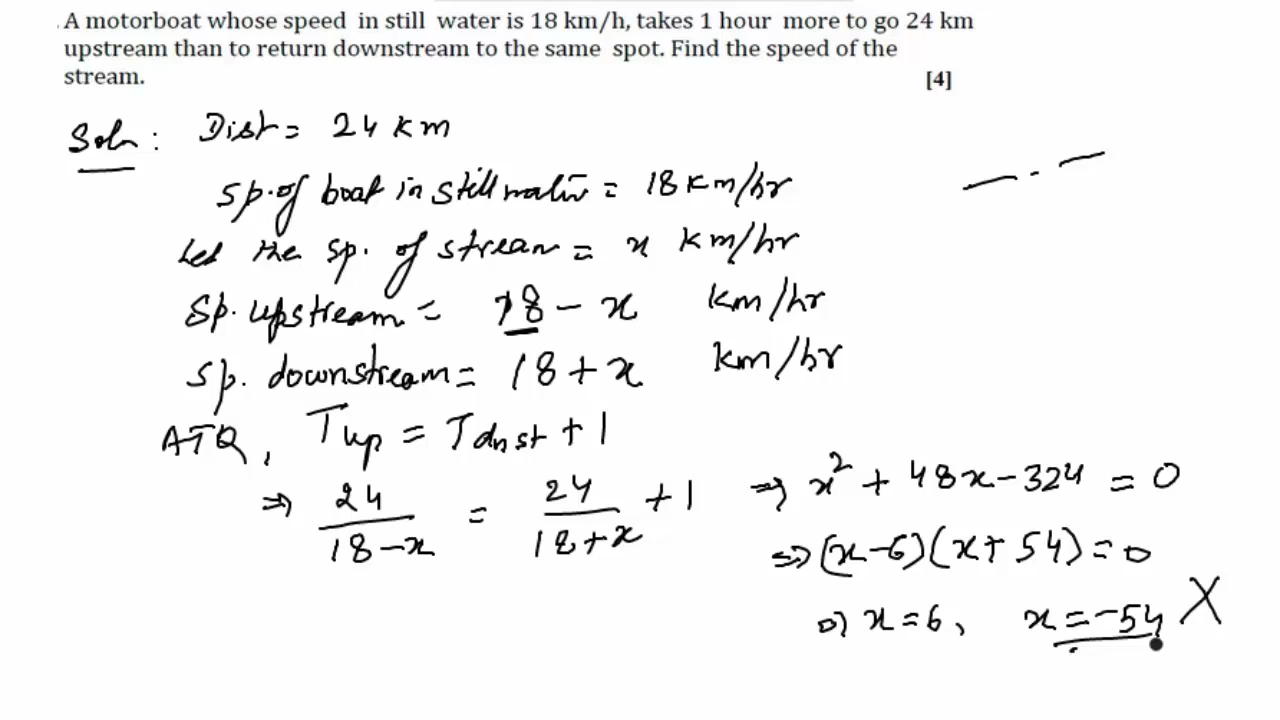 A motorboat whose speed in still water is 18 km/h, takes 1 hour more to go 24 km
upstream than to return downstream to the same spot. Find the speed of the
stream. [4]
Soln : Dist = 24 km
Sp. of boat in still water = 18 km/hr
Let the sp. of stream = x km/hr
Sp. upstream = 18 - x km/hr
Sp. downstream = 18 + x km/hr
ATQ, Tup = Tdnst + 1
⇒ 24/(18-x) = 24/(18+x) + 1
⇒ x² + 48x - 324 = 0
⇒ (x-6)(x+54) = 0
⇒ x = 6, x = -54 X